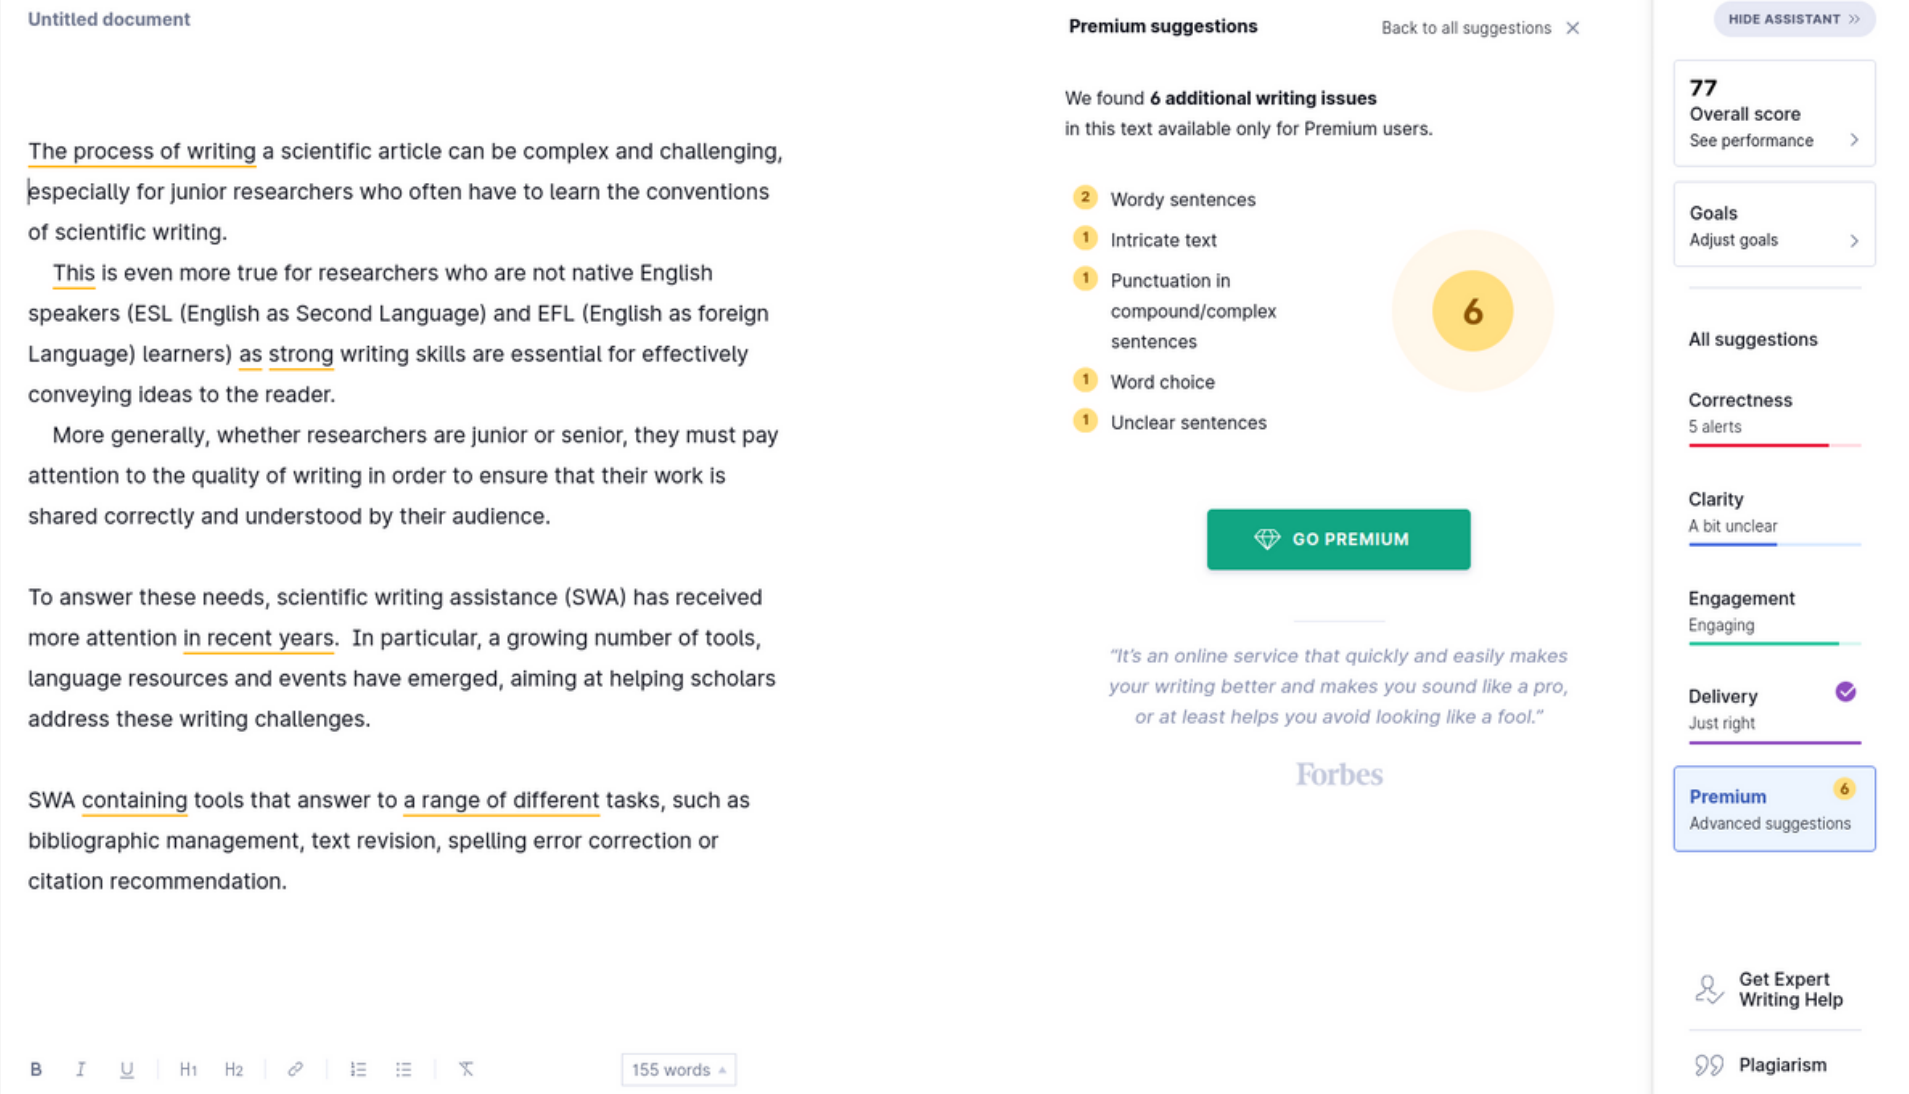 Untitled document
The process of writing a scientific article can be complex and challenging,
especially for junior researchers who often have to learn the conventions
of scientific writing.
This is even more true for researchers who are not native English
speakers (ESL (English as Second Language) and EFL (English as foreign
Language) learners) as strong writing skills are essential for effectively
conveying ideas to the reader.
More generally, whether researchers are junior or senior, they must pay
attention to the quality of writing in order to ensure that their work is
shared correctly and understood by their audience.
To answer these needs, scientific writing assistance (SWA) has received
more attention in recent years.  In particular, a growing number of tools,
language resources and events have emerged, aiming at helping scholars
address these writing challenges.
SWA containing tools that answer to a range of different tasks, such as
bibliographic management, text revision, spelling error correction or
citation recommendation.
B I U H1 H2
155 words
Premium suggestions
Back to all suggestions
We found 6 additional writing issues
in this text available only for Premium users.
2 Wordy sentences
1 Intricate text
1 Punctuation in
compound/complex
sentences
1 Word choice
1 Unclear sentences
6
GO PREMIUM
“It’s an online service that quickly and easily makes
your writing better and makes you sound like a pro,
or at least helps you avoid looking like a fool.”
Forbes
HIDE ASSISTANT
77
Overall score
See performance
Goals
Adjust goals
All suggestions
Correctness
5 alerts
Clarity
A bit unclear
Engagement
Engaging
Delivery
Just right
Premium 6
Advanced suggestions
Get Expert
Writing Help
Plagiarism